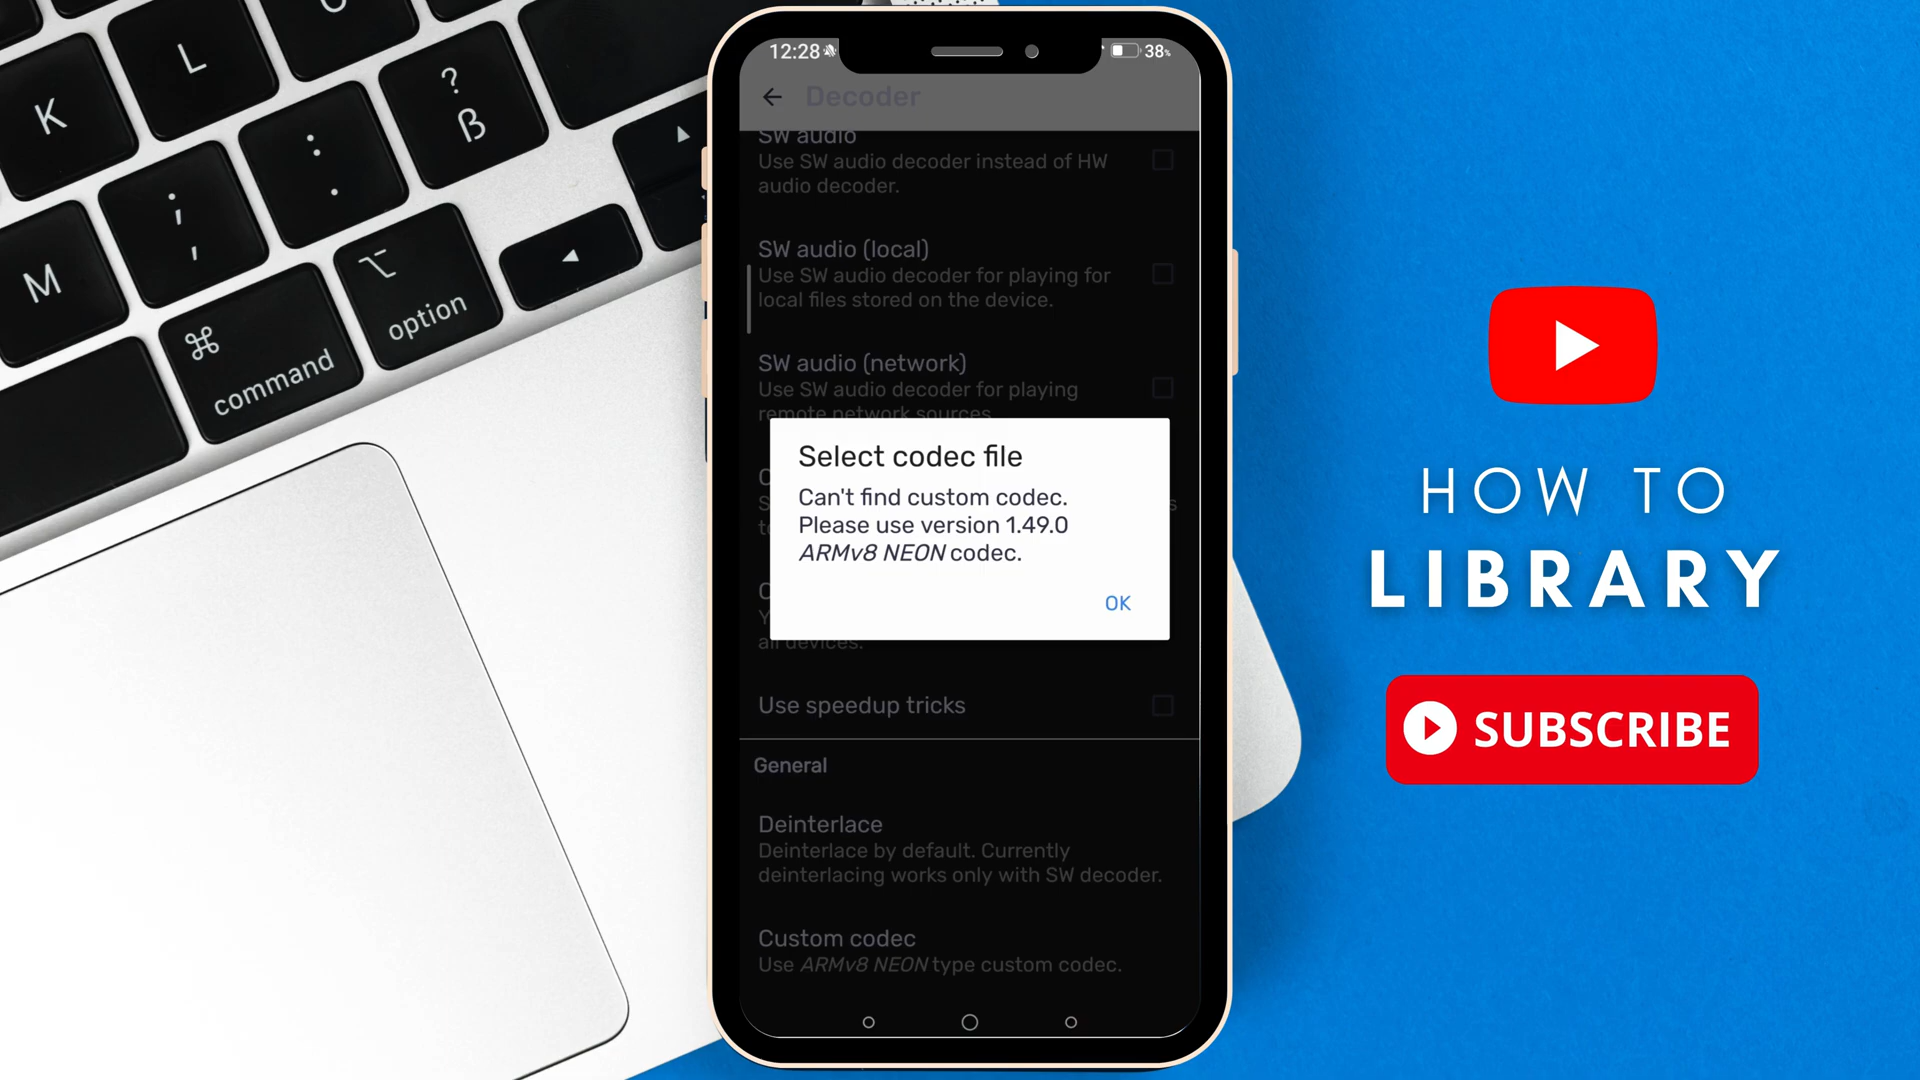 K
L
?
ß
:
.
;
,
M
⌘
command
⌥
option
12:28
38%
Decoder
SW audio
Use SW audio decoder instead of HW
audio decoder.
SW audio (local)
Use SW audio decoder for playing for
local files stored on the device.
SW audio (network)
Use SW audio decoder for playing
remote network sources
Select codec file
Can't find custom codec.
Please use version 1.49.0
ARMv8 NEON codec.
OK
all devices.
Use speedup tricks
General
Deinterlace
Deinterlace by default. Currently
deinterlacing works only with SW decoder.
Custom codec
Use ARMv8 NEON type custom codec.
HOW TO
LIBRARY
SUBSCRIBE